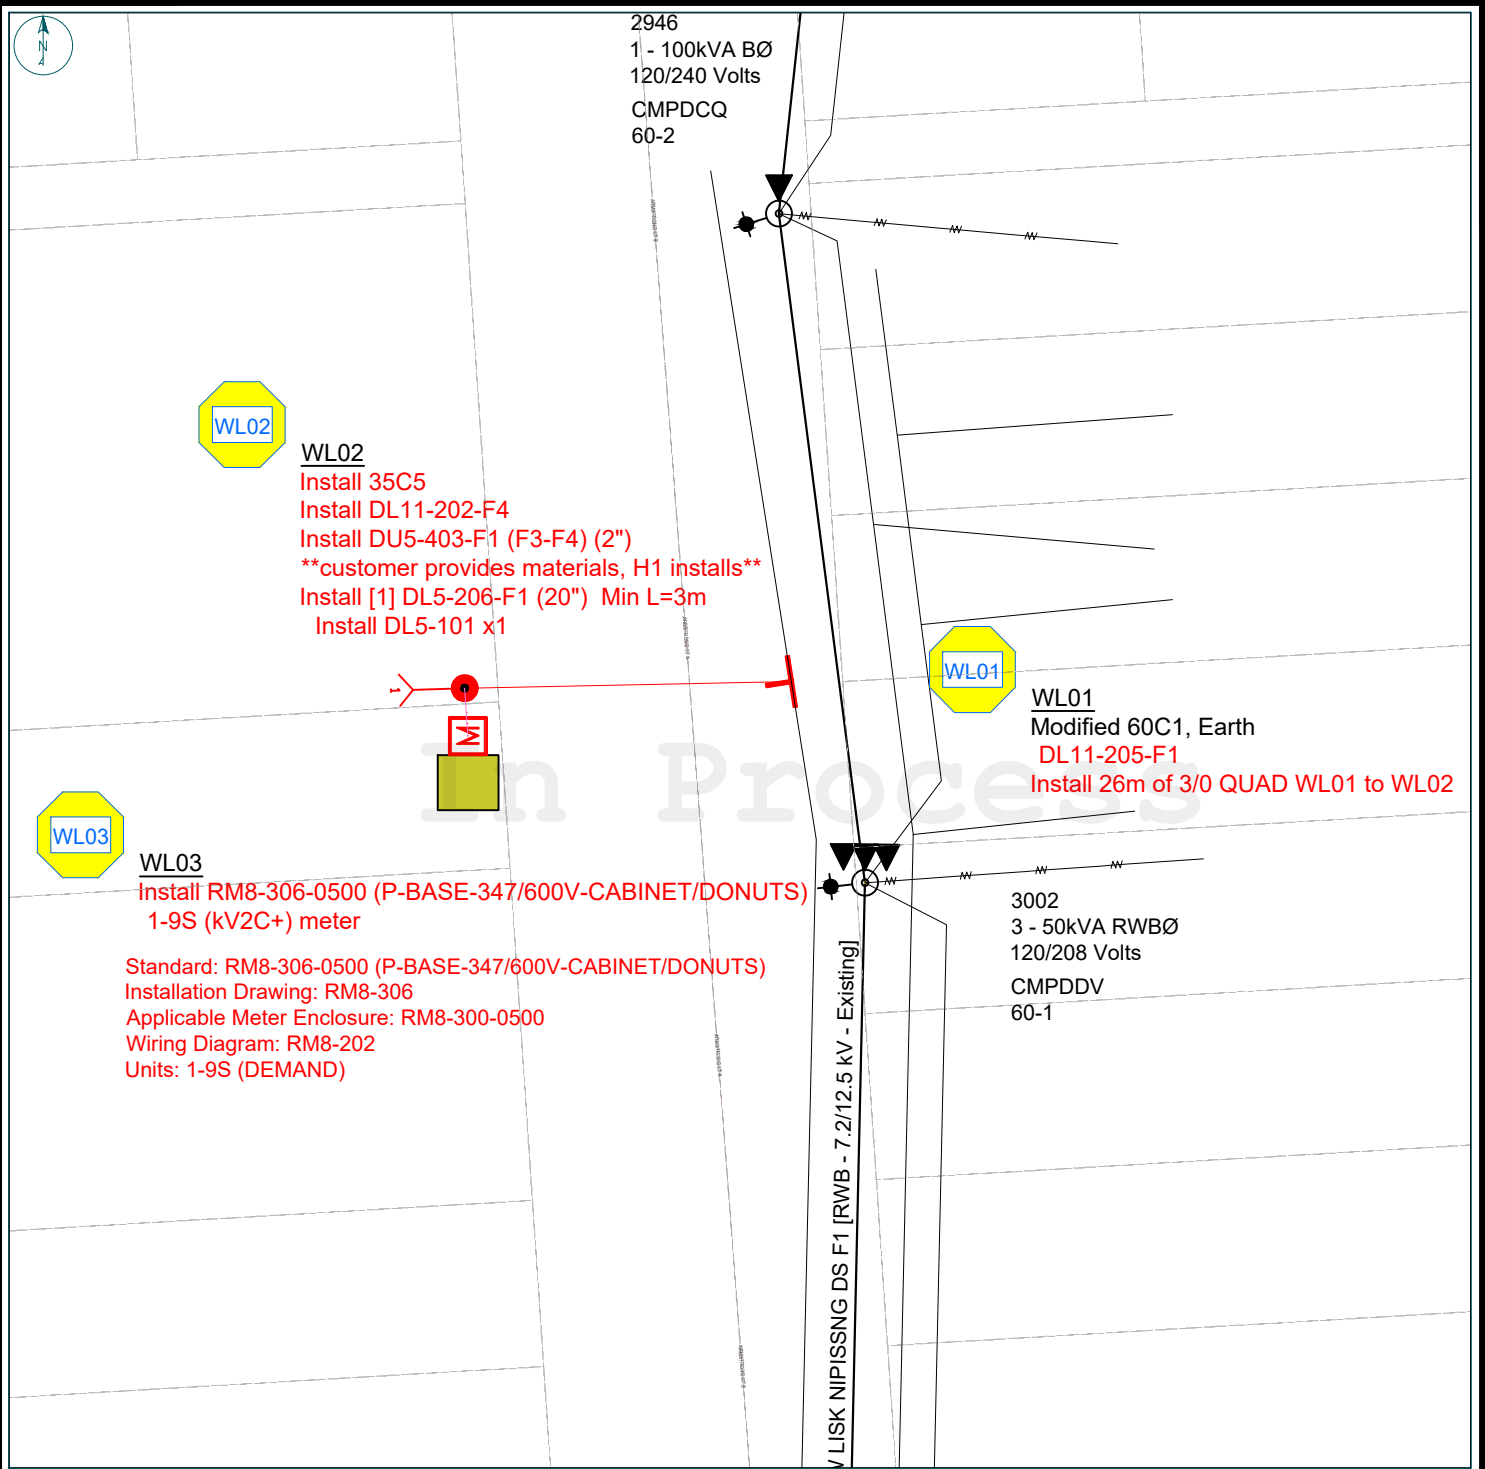 N
2946
1 - 100kVA BØ
120/240 Volts
CMPDCQ
60-2
WL02
WL02
Install 35C5
Install DL11-202-F4
Install DU5-403-F1 (F3-F4) (2")
**customer provides materials, H1 installs**
Install [1] DL5-206-F1 (20") Min L=3m
Install DL5-101 x1
1
M
WL01
WL01
Modified 60C1, Earth
DL11-205-F1
Install 26m of 3/0 QUAD WL01 to WL02
In Process
WL03
WL03
Install RM8-306-0500 (P-BASE-347/600V-CABINET/DONUTS)
1-9S (kV2C+) meter
Standard: RM8-306-0500 (P-BASE-347/600V-CABINET/DONUTS)
Installation Drawing: RM8-306
Applicable Meter Enclosure: RM8-300-0500
Wiring Diagram: RM8-202
Units: 1-9S (DEMAND)
3002
3 - 50kVA RWBØ
120/208 Volts
CMPDDV
60-1
LISK NIPISSNG DS F1 [RWB - 7.2/12.5 kV - Existing]